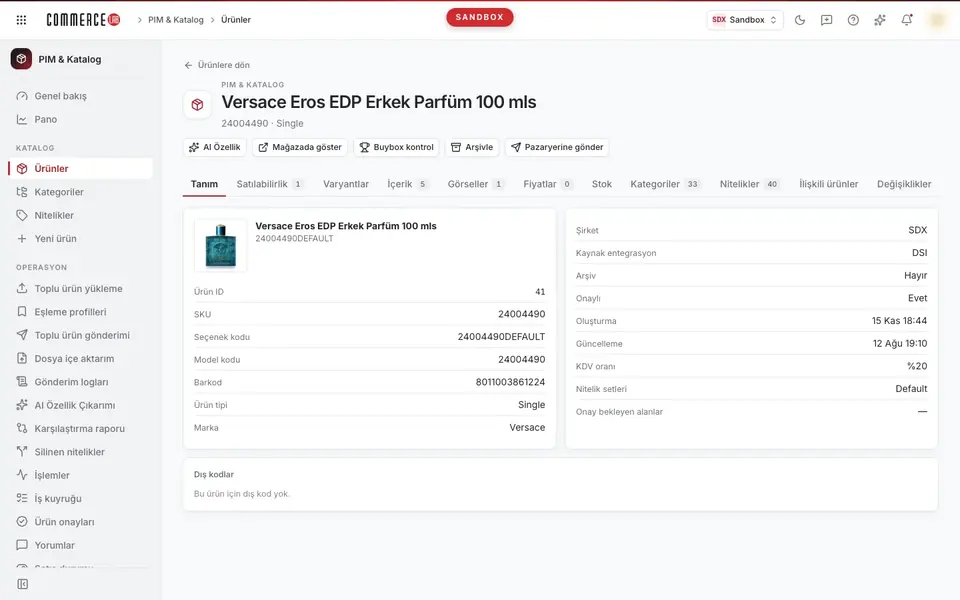 COMMERCE LAB
PIM & Katalog
Ürünler
SANDBOX
SDX Sandbox
PIM & Katalog
Genel bakış
Pano
KATALOG
Ürünler
Kategoriler
Nitelikler
Yeni ürün
OPERASYON
Toplu ürün yükleme
Eşleme profilleri
Toplu ürün gönderimi
Dosya içe aktarım
Gönderim logları
AI Özellik Çıkarımı
Karşılaştırma raporu
Silinen nitelikler
İşlemler
İş kuyruğu
Ürün onayları
Yorumlar
Ürünlere dön
PIM & KATALOG
Versace Eros EDP Erkek Parfüm 100 mls
24004490 · Single
AI Özellik
Mağazada göster
Buybox kontrol
Arşivle
Pazaryerine gönder
Tanım
Satılabilirlik 1
Varyantlar
İçerik 5
Görseller 1
Fiyatlar 0
Stok
Kategoriler 33
Nitelikler 40
İlişkili ürünler
Değişiklikler
Versace Eros EDP Erkek Parfüm 100 mls
24004490DEFAULT
Ürün ID 41
SKU 24004490
Seçenek kodu 24004490DEFAULT
Model kodu 24004490
Barkod 8011003861224
Ürün tipi Single
Marka Versace
Şirket SDX
Kaynak entegrasyon DSI
Arşiv Hayır
Onaylı Evet
Oluşturma 15 Kas 18:44
Güncelleme 12 Ağu 19:10
KDV oranı %20
Nitelik setleri Default
Onay bekleyen alanlar —
Dış kodlar
Bu ürün için dış kod yok.